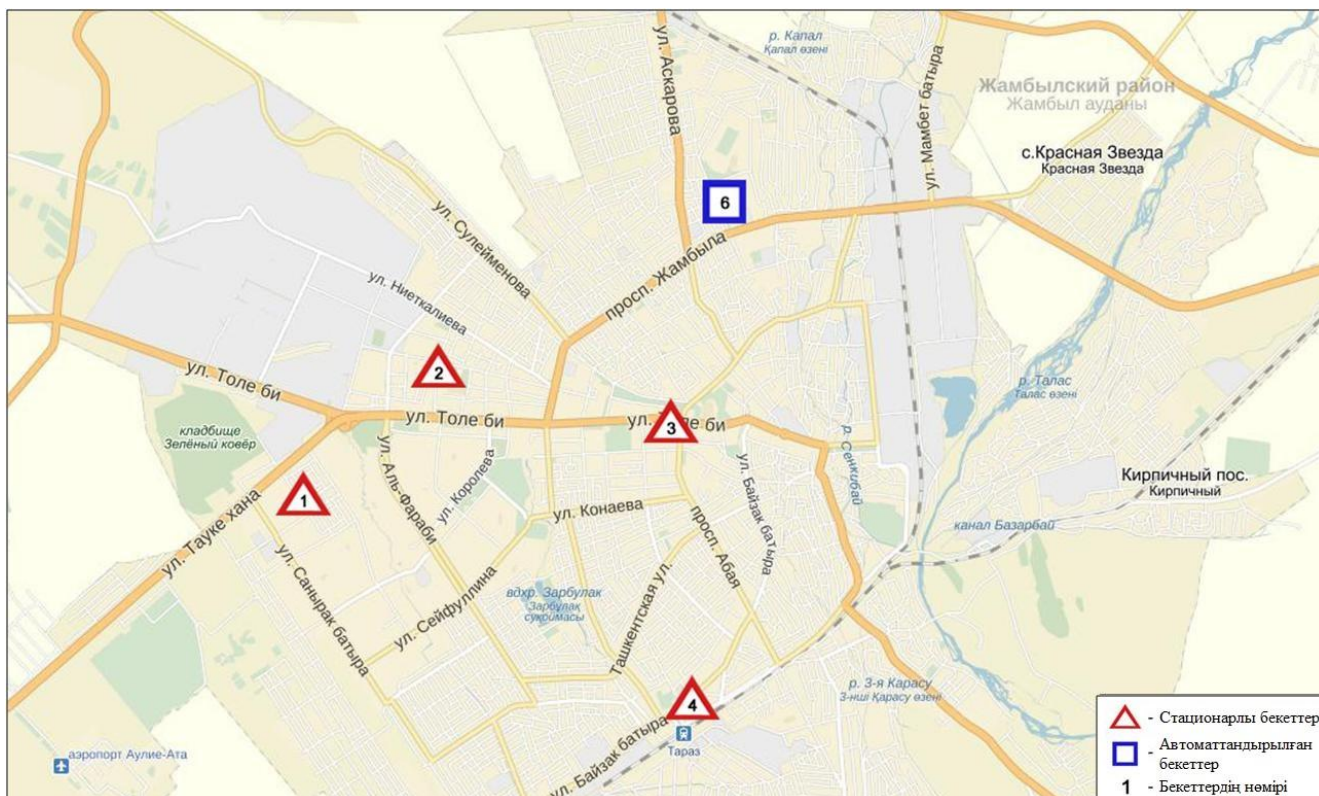 р. Капал
Қапал өзені
ул. Аскарова
ул. Мамбет батыра
Жамбылский район
Жамбыл ауданы
с.Красная Звезда
Красная Звезда
6
ул. Сулейменова
просп. Жамбыла
ул. Ниеткалиева
2
ул. Толе би
р. Талас
Талас өзені
ул. Толе би
ул. Толе би
3
кладбище
Зелёный ковёр
р. Сенкибай
ул. Аль-Фараби
ул. Королева
ул. Байзак батыра
Кирпичный пос.
Кирпичный
1
ул. Конаева
просп. Абая
канал Базарбай
ул. Тауке хана
ул. Санырак батыра
ул. Сейфуллина
вдхр. Зарбулак
Зарбұлақ
суқоймасы
Ташкентская ул.
р. 3-я Карасу
3-нші Қарасу өзені
4
ул. Байзак батыра
Тараз
аэропорт Аулие-Ата
- Стационарлы бекеттер
- Автоматтандырылған
бекеттер
1 - Бекеттердің нөмірі